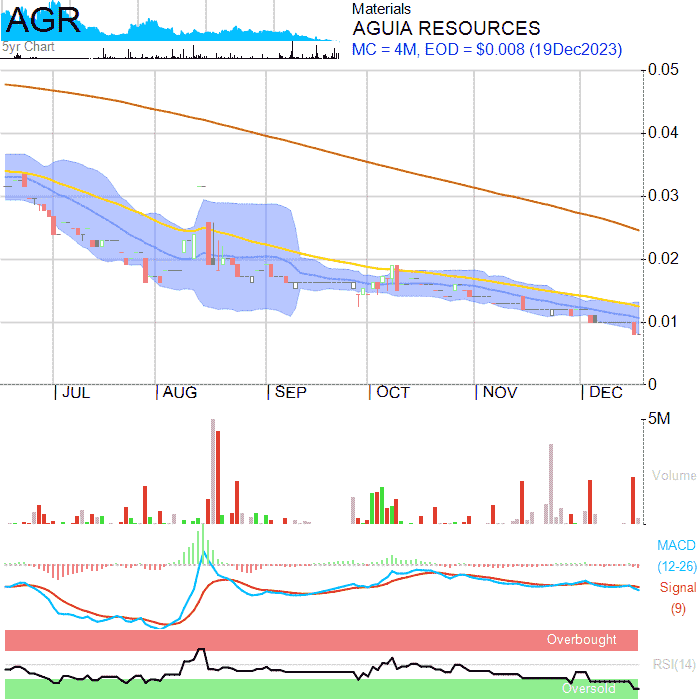 AGR
5yr Chart
Materials
AGUIA RESOURCES
MC = 4M, EOD = $0.008 (19Dec2023)
0.05
0.04
0.03
0.02
0.01
0
JUL AUG SEP OCT NOV DEC
5M
Volume
MACD
(12-26)
Signal
(9)
Overbought
RSI(14)
Oversold